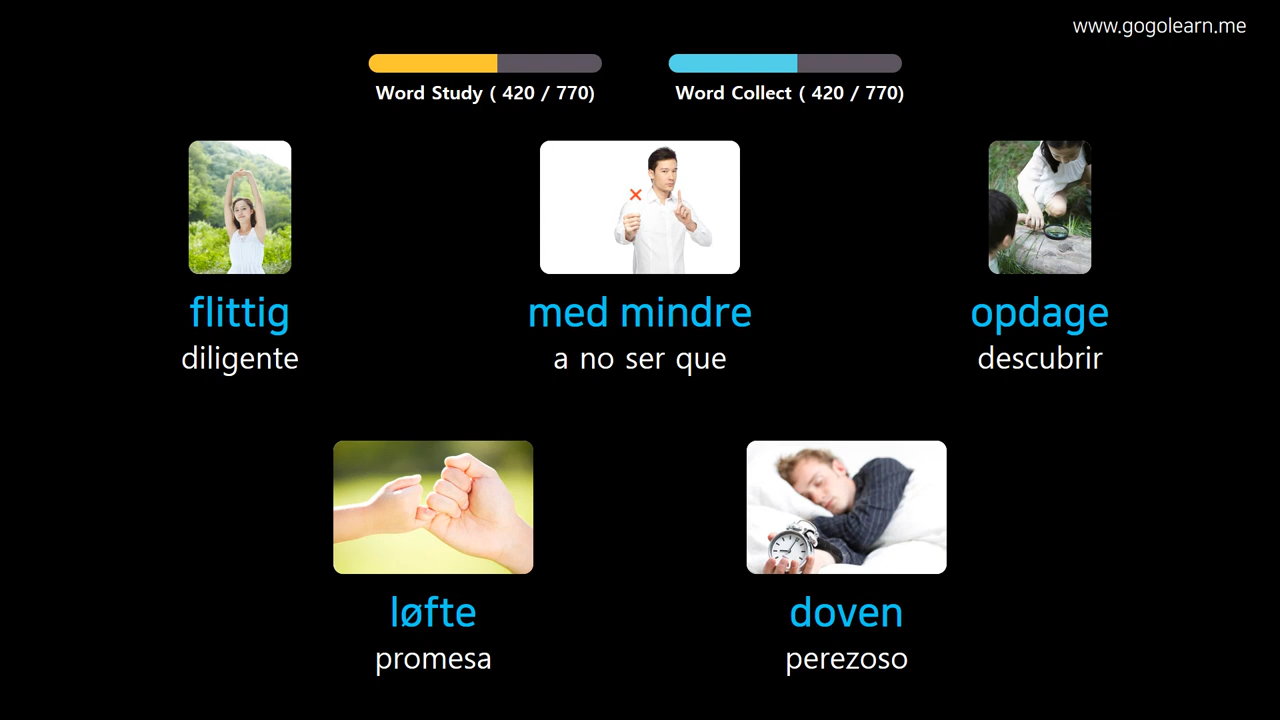 www.gogolearn.me
Word Study ( 420 / 770)
Word Collect ( 420 / 770)
flittig
diligente
med mindre
a no ser que
opdage
descubrir
løfte
promesa
doven
perezoso